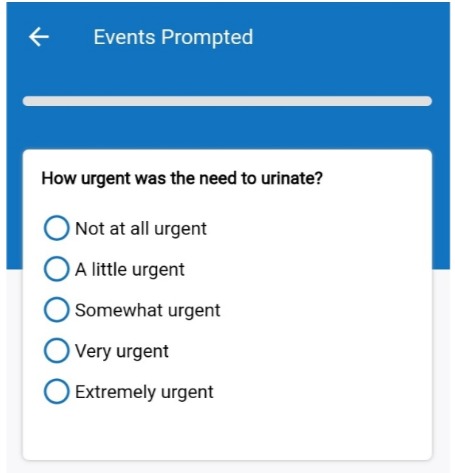 Events Prompted
How urgent was the need to urinate?
Not at all urgent
A little urgent
Somewhat urgent
Very urgent
Extremely urgent